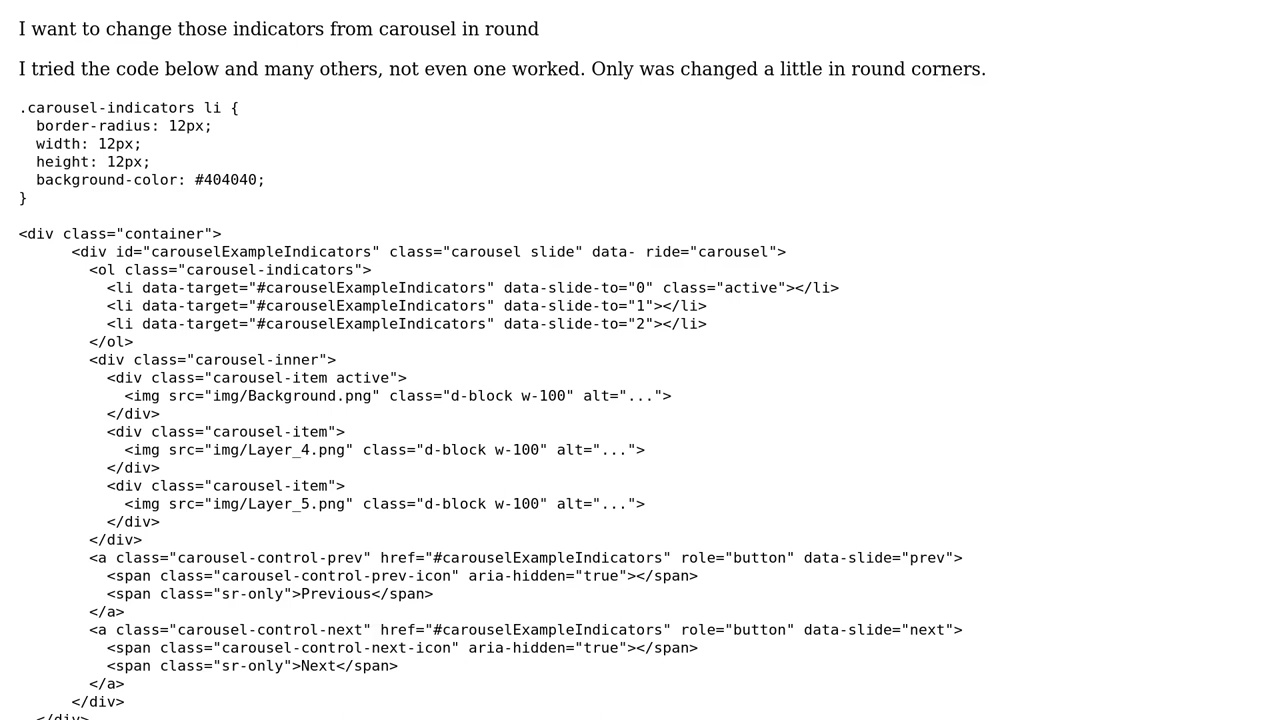 I want to change those indicators from carousel in round
I tried the code below and many others, not even one worked. Only was changed a little in round corners.
.carousel-indicators li {
  border-radius: 12px;
  width: 12px;
  height: 12px;
  background-color: #404040;
}
<div class="container">
      <div id="carouselExampleIndicators" class="carousel slide" data- ride="carousel">
        <ol class="carousel-indicators">
          <li data-target="#carouselExampleIndicators" data-slide-to="0" class="active"></li>
          <li data-target="#carouselExampleIndicators" data-slide-to="1"></li>
          <li data-target="#carouselExampleIndicators" data-slide-to="2"></li>
        </ol>
        <div class="carousel-inner">
          <div class="carousel-item active">
            <img src="img/Background.png" class="d-block w-100" alt="...">
          </div>
          <div class="carousel-item">
            <img src="img/Layer_4.png" class="d-block w-100" alt="...">
          </div>
          <div class="carousel-item">
            <img src="img/Layer_5.png" class="d-block w-100" alt="...">
          </div>
        </div>
        <a class="carousel-control-prev" href="#carouselExampleIndicators" role="button" data-slide="prev">
          <span class="carousel-control-prev-icon" aria-hidden="true"></span>
          <span class="sr-only">Previous</span>
        </a>
        <a class="carousel-control-next" href="#carouselExampleIndicators" role="button" data-slide="next">
          <span class="carousel-control-next-icon" aria-hidden="true"></span>
          <span class="sr-only">Next</span>
        </a>
      </div>
  </div>